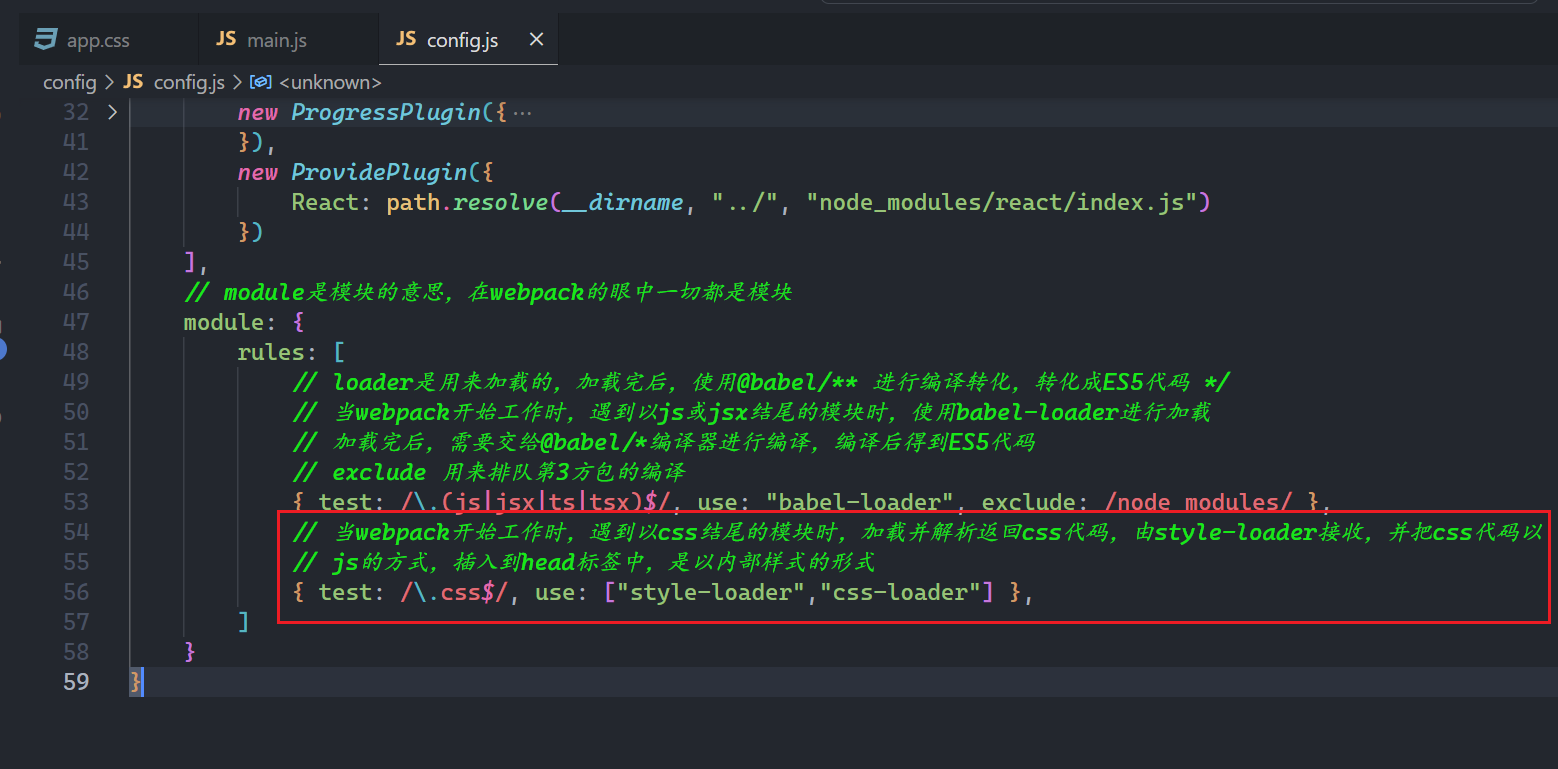 app.css
JS main.js
JS config.js ×
config > JS config.js > <unknown>
32 > new ProgressPlugin({ ···
41 }),
42 new ProvidePlugin({
43 React: path.resolve(__dirname, "../", "node_modules/react/index.js")
44 })
45 ],
46 // module是模块的意思，在webpack的眼中一切都是模块
47 module: {
48 rules: [
49 // loader是用来加载的，加载完后，使用@babel/** 进行编译转化，转化成ES5代码 */
50 // 当webpack开始工作时，遇到以js或jsx结尾的模块时，使用babel-loader进行加载
51 // 加载完后，需要交给@babel/*编译器进行编译，编译后得到ES5代码
52 // exclude 用来排队第3方包的编译
53 { test: /\.(js|jsx|ts|tsx)$/, use: "babel-loader", exclude: /node_modules/ },
54 // 当webpack开始工作时，遇到以css结尾的模块时，加载并解析返回css代码，由style-loader接收，并把css代码以
55 // js的方式，插入到head标签中，是以内部样式的形式
56 { test: /\.css$/, use: ["style-loader","css-loader"] },
57 ]
58 }
59 }